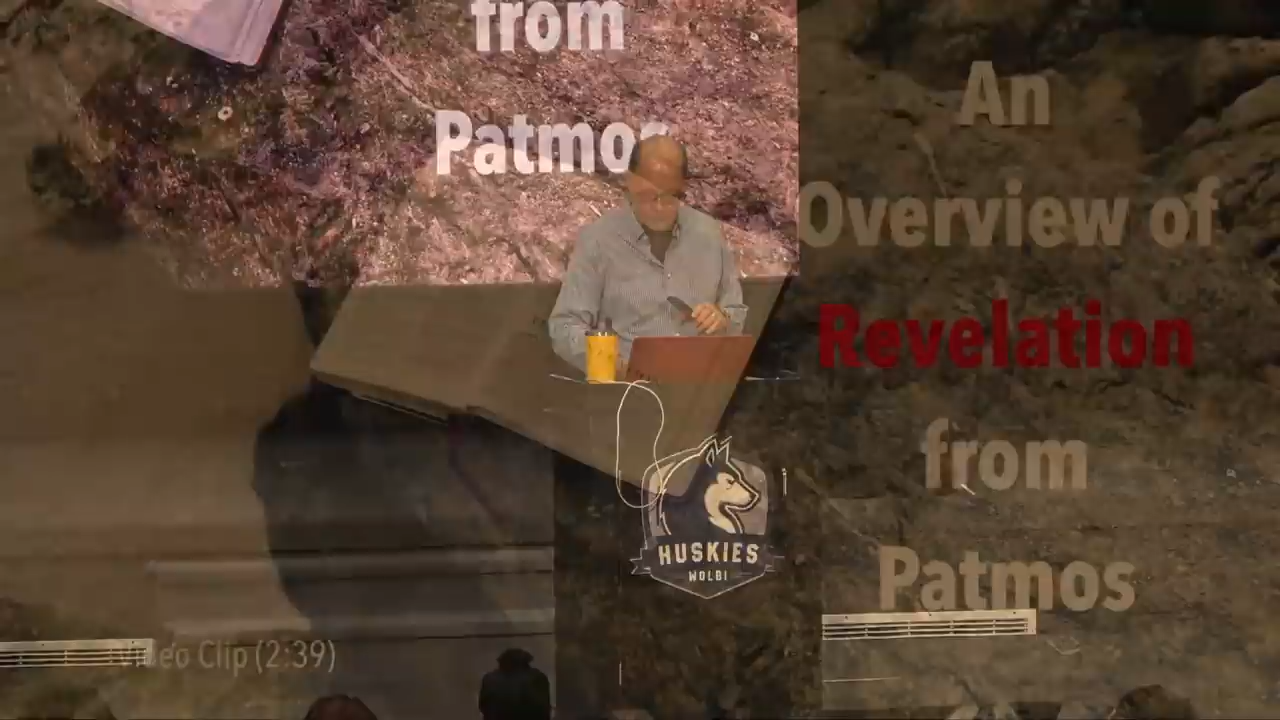 from
Patmos
An
Overview of
Revelation
from
Patmos
HUSKIES
WOLBI
Video Clip (2:39)